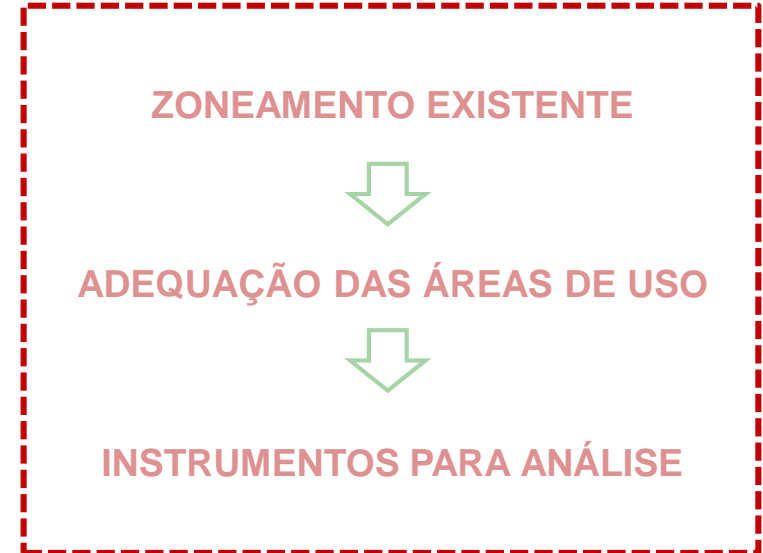 ZONEAMENTO EXISTENTE
ADEQUAÇÃO DAS ÁREAS DE USO
INSTRUMENTOS PARA ANÁLISE